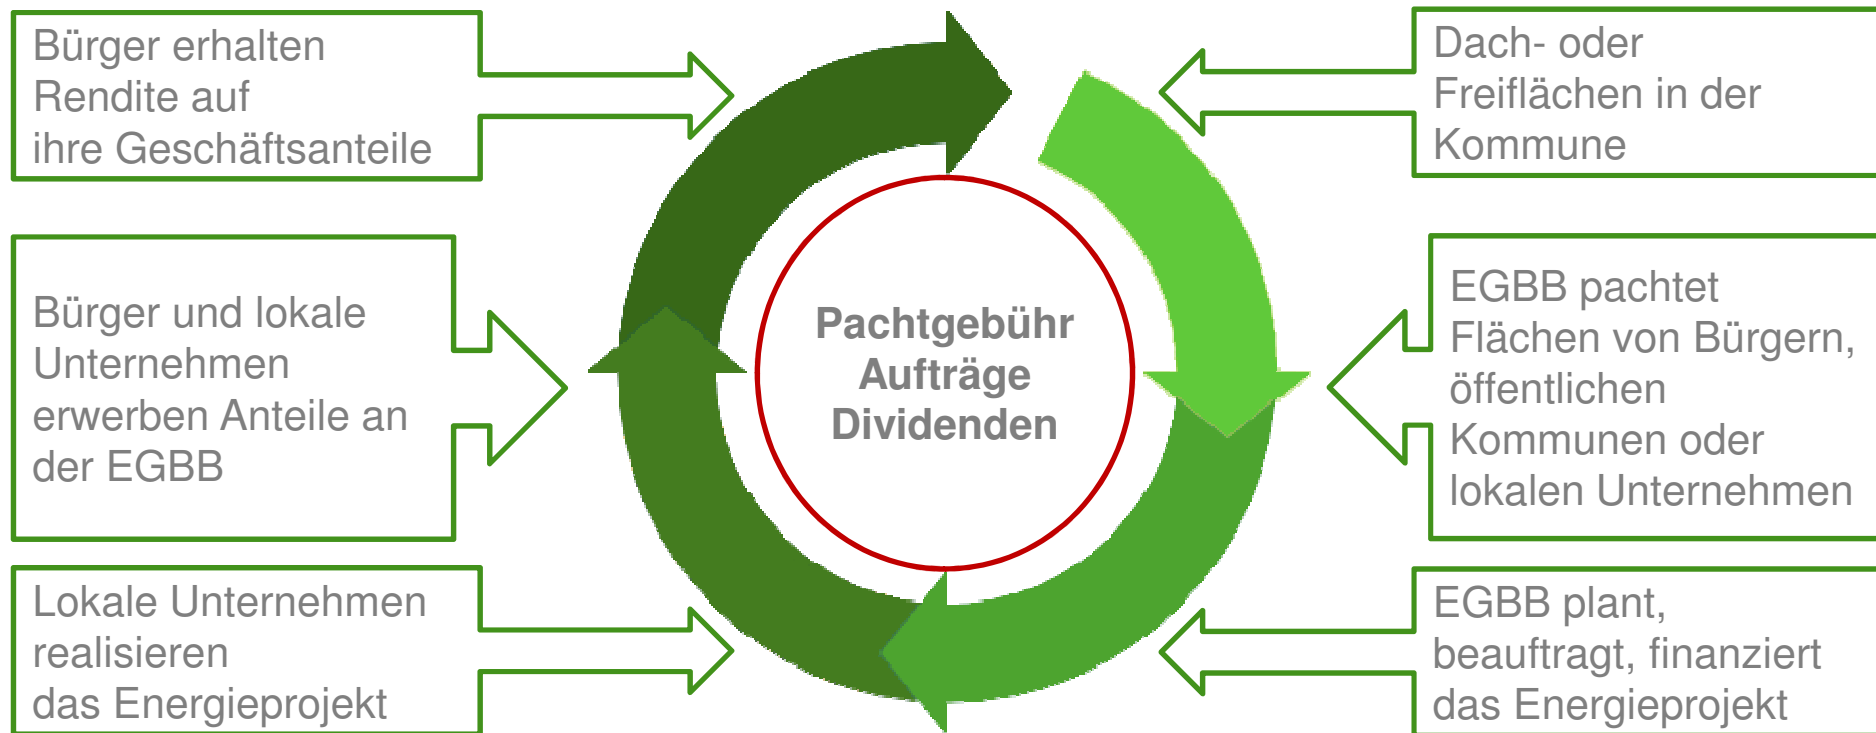 Bürger erhalten
Rendite auf
ihre Geschäftsanteile
Dach- oder
Freiflächen in der
Kommune
Bürger und lokale
Unternehmen
erwerben Anteile an
der EGBB
Pachtgebühr
Aufträge
Dividenden
EGBB pachtet
Flächen von Bürgern,
öffentlichen
Kommunen oder
lokalen Unternehmen
Lokale Unternehmen
realisieren
das Energieprojekt
EGBB plant,
beauftragt, finanziert
das Energieprojekt